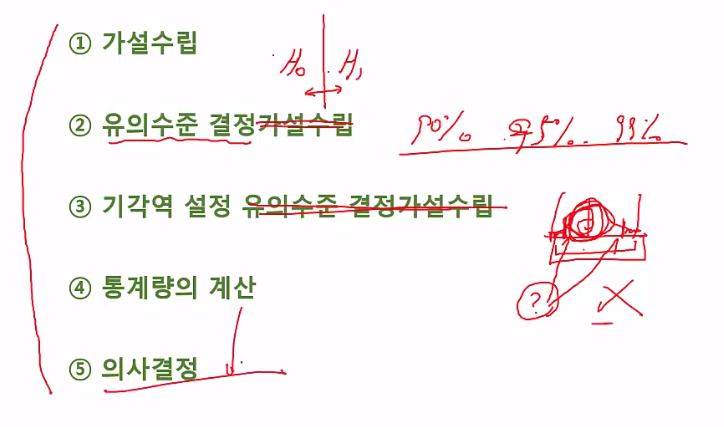 ① 가설수립
H₀ H₁
② 유의수준 결정가설수립
90% 95% 99%
③ 기각역 설정 유의수준 결정가설수립
?
④ 통계량의 계산
⑤ 의사결정